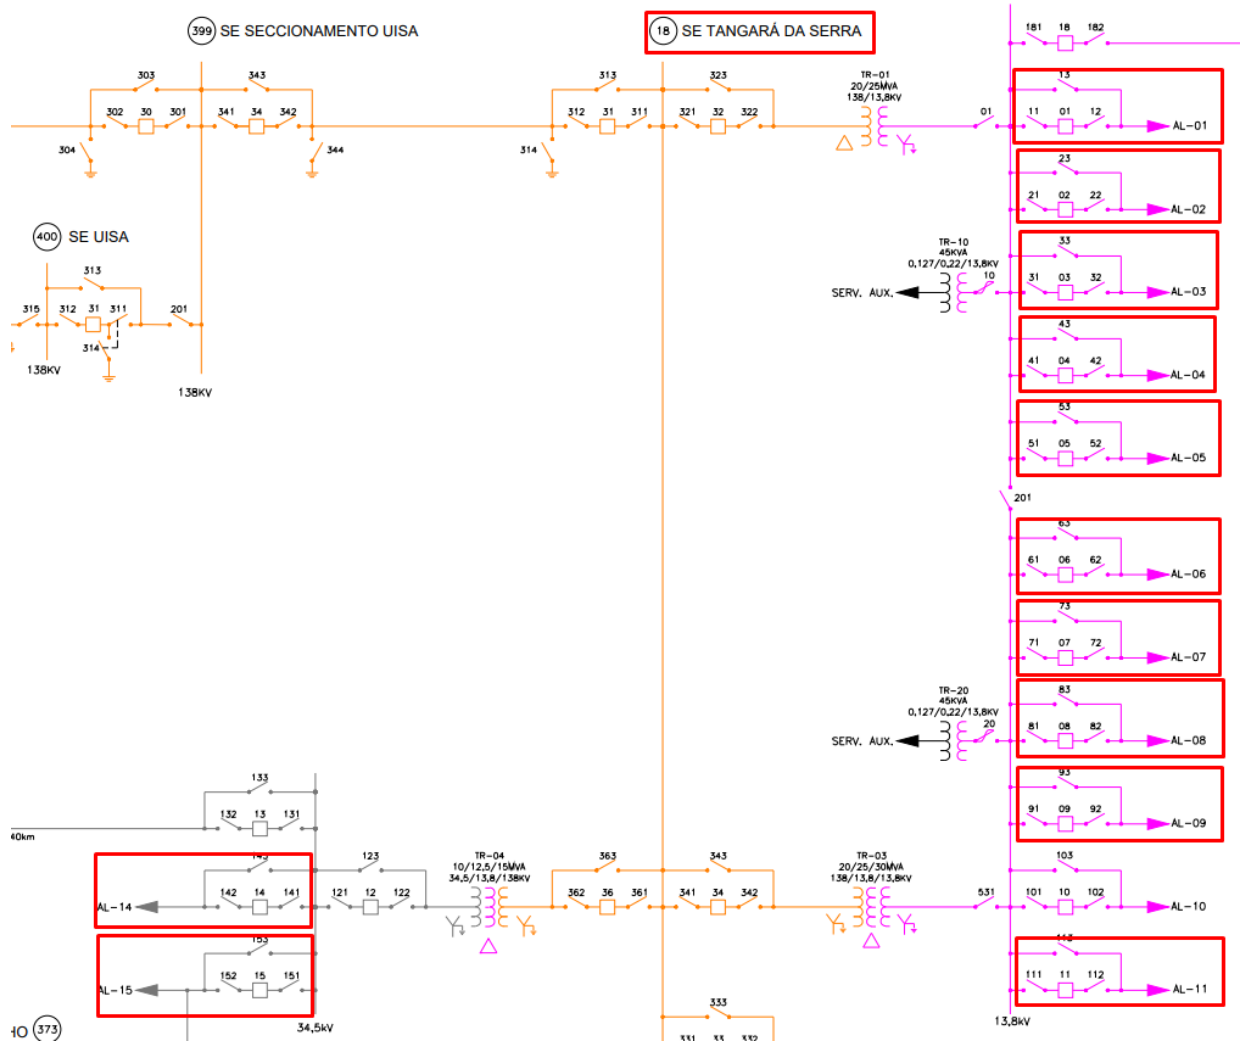 399 SE SECCIONAMENTO UISA
18 SE TANGARÁ DA SERRA
181 18 182
303 343 313 323
TR-01
20/25MVA
138/13,8KV
13
302 30 301 341 34 342 312 31 311 321 32 322 01 11 01 12 AL-01
304 344 314
23
21 02 22 AL-02
400 SE UISA
TR-10
45KVA
0,127/0,22/13,8KV
33
313
10
SERV. AUX. 31 03 32 AL-03
315 312 31 311 201
314
138KV
138KV
43
41 04 42 AL-04
53
51 05 52 AL-05
201
63
61 06 62 AL-06
73
71 07 72 AL-07
TR-20
45KVA
0,127/0,22/13,8KV
83
20
SERV. AUX. 81 08 82 AL-08
133
93
132 13 131 91 09 92 AL-09
40km
143 123
TR-04
10/12,5/15MVA
34,5/13,8/138KV
363 343
TR-03
20/25/30MVA
138/13,8/13,8KV
103
AL-14 142 14 141 121 12 122 362 36 361 341 34 342 531 101 10 102 AL-10
153 113
AL-15 152 15 151 111 11 112 AL-11
333
34,5kV
13,8kV
HO 373
331 33 332